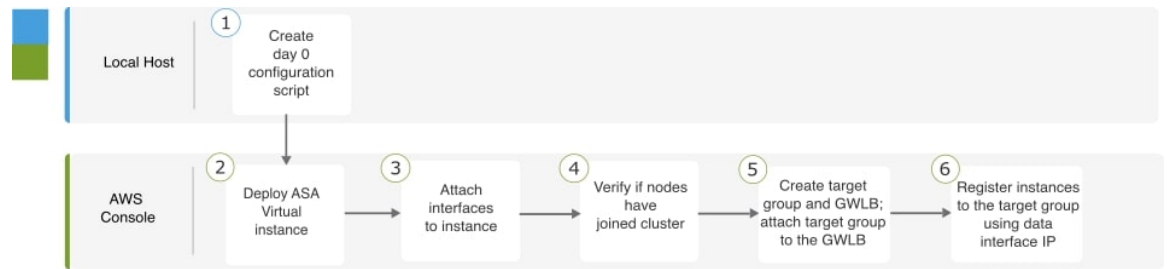 1
Local Host
Create
day 0
configuration
script
AWS
Console
2
Deploy ASA
Virtual
instance
3
Attach
interfaces
to instance
4
Verify if nodes
have
joined cluster
5
Create target
group and GWLB;
attach target group
to the GWLB
6
Register instances
to the target group
using data
interface IP